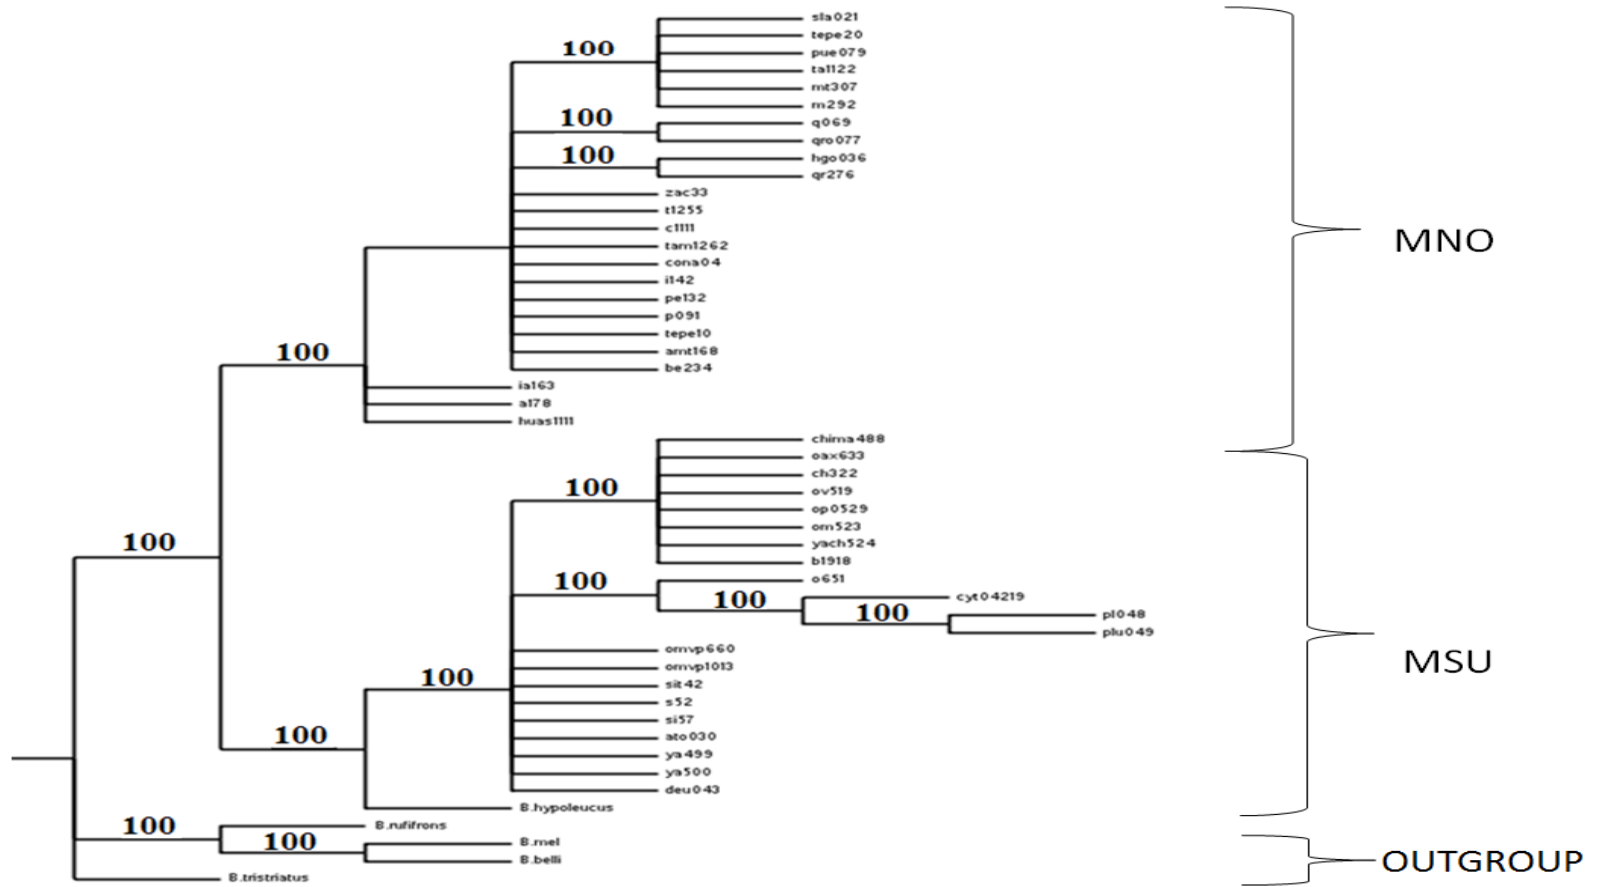 sla021
100
tepe20
pue079
ta1122
mt307
m292
100
q069
qro077
100
hgo036
qr276
zac33
t1255
c1111
tam1262
cona04
i142
pe132
p091
tepe10
amt168
be234
MNO
100
ia163
a178
huas1111
chima488
oax633
ch322
100
ov519
op0529
om523
yach524
b1918
100
100
o651
100
cyt04219
100
pl048
plu049
omvp660
omvp1013
100
sit42
s52
si57
ato030
ya499
ya500
deu043
MSU
100
B.hypoleucus
100
B.rufifrons
100
B.mel
B.belli
B.tristriatus
OUTGROUP